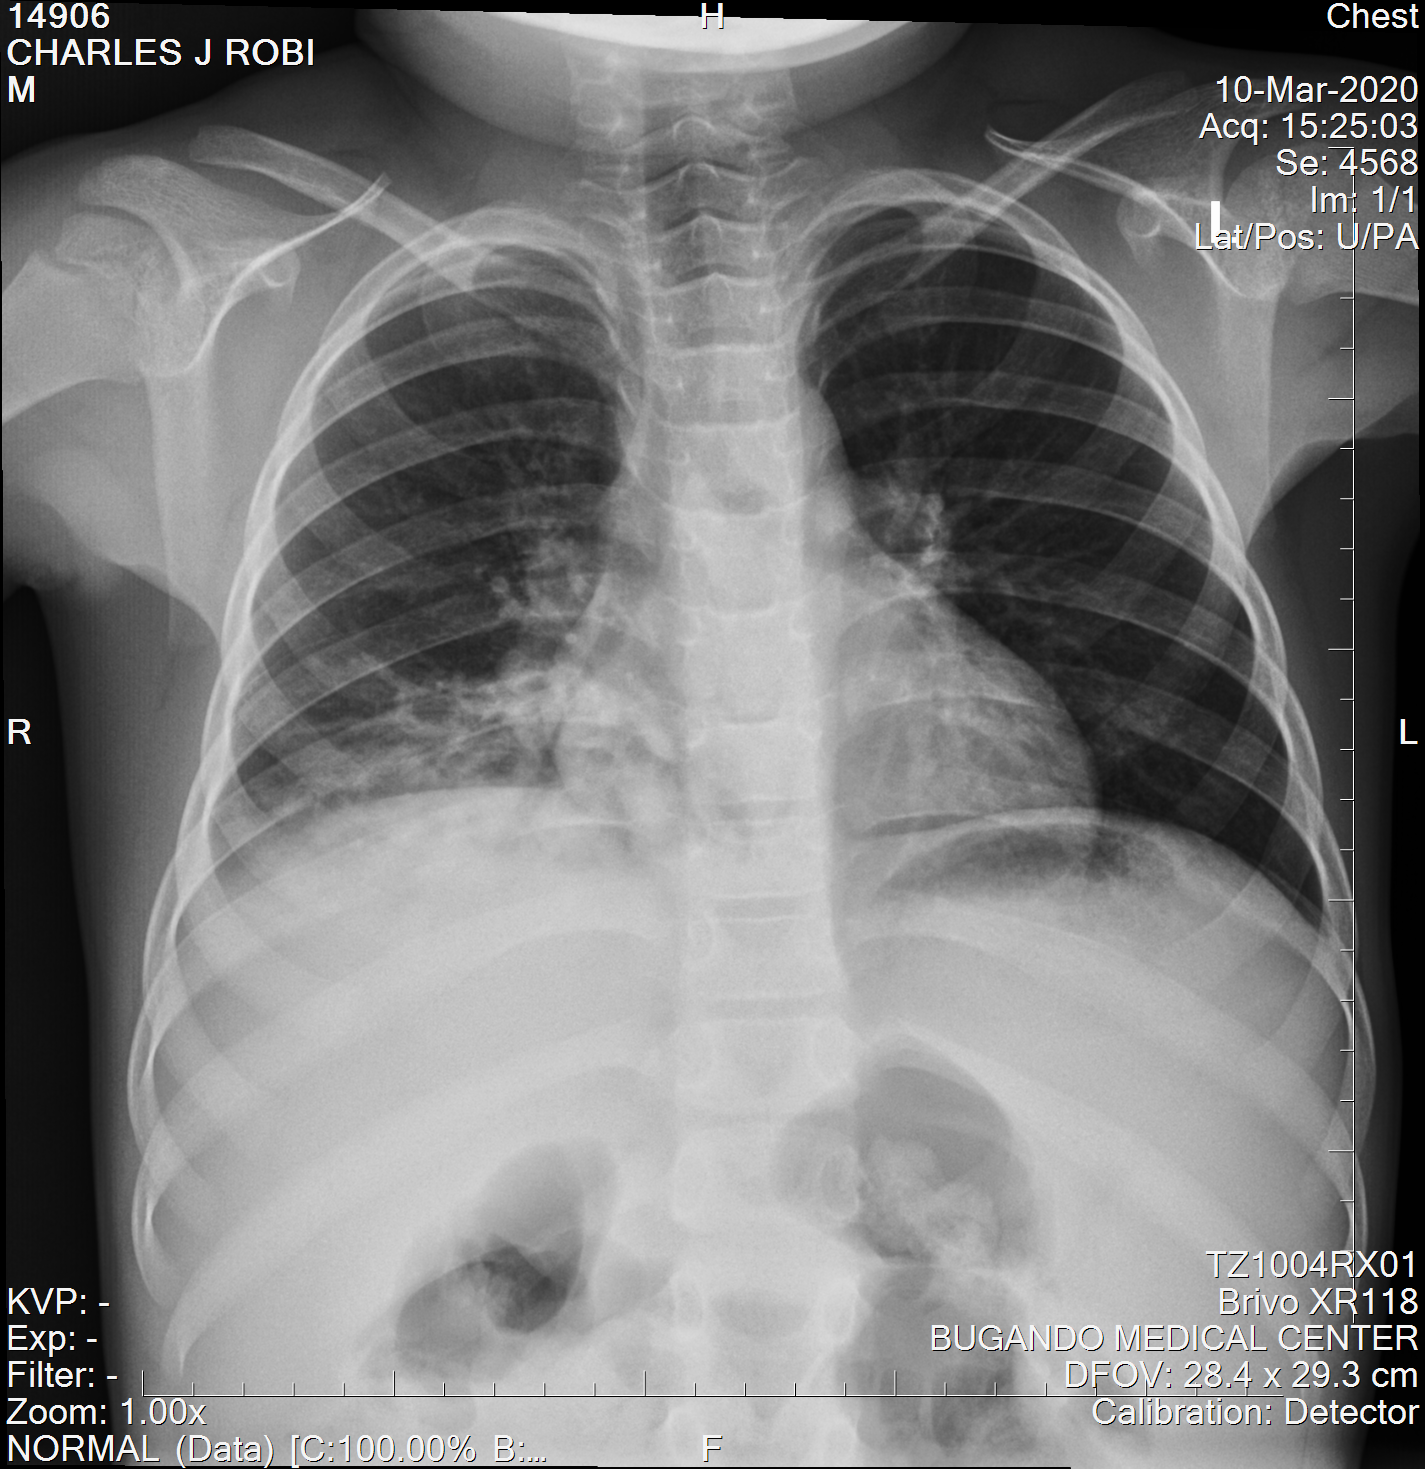 14906
CHARLES J ROBI
M
H
Chest
10-Mar-2020
Acq: 15:25:03
Se: 4568
Im: 1/1
Lat/Pos: U/PA
L
R
L
KVP: -
Exp: -
Filter: -
Zoom: 1.00x
NORMAL (Data) [C:100.00% B:...
F
TZ1004RX01
Brivo XR118
BUGANDO MEDICAL CENTER
DFOV: 28.4 x 29.3 cm
Calibration: Detector